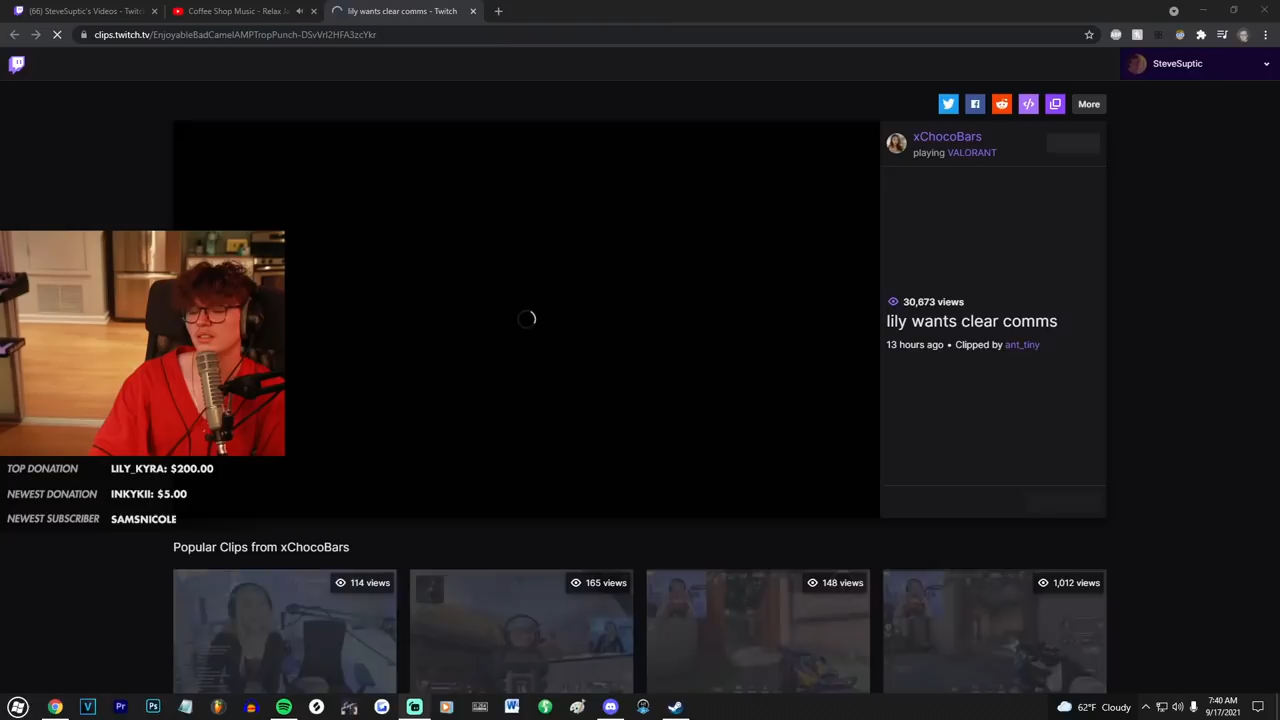 (66) SteveSuptic's Videos - Twitc
Coffee Shop Music - Relax Ja
lily wants clear comms - Twitch
clips.twitch.tv/EnjoyableBadCamelAMPTropPunch-DSvVrI2HFA3zcYkr
SteveSuptic
More
xChocoBars
playing VALORANT
30,673 views
lily wants clear comms
13 hours ago • Clipped by ant_tiny
TOP DONATION LILY_KYRA: $200.00
NEWEST DONATION INKYKII: $5.00
NEWEST SUBSCRIBER SAMSNICOLE
Popular Clips from xChocoBars
114 views
165 views
148 views
1,012 views
62°F Cloudy
7:40 AM
9/17/2021